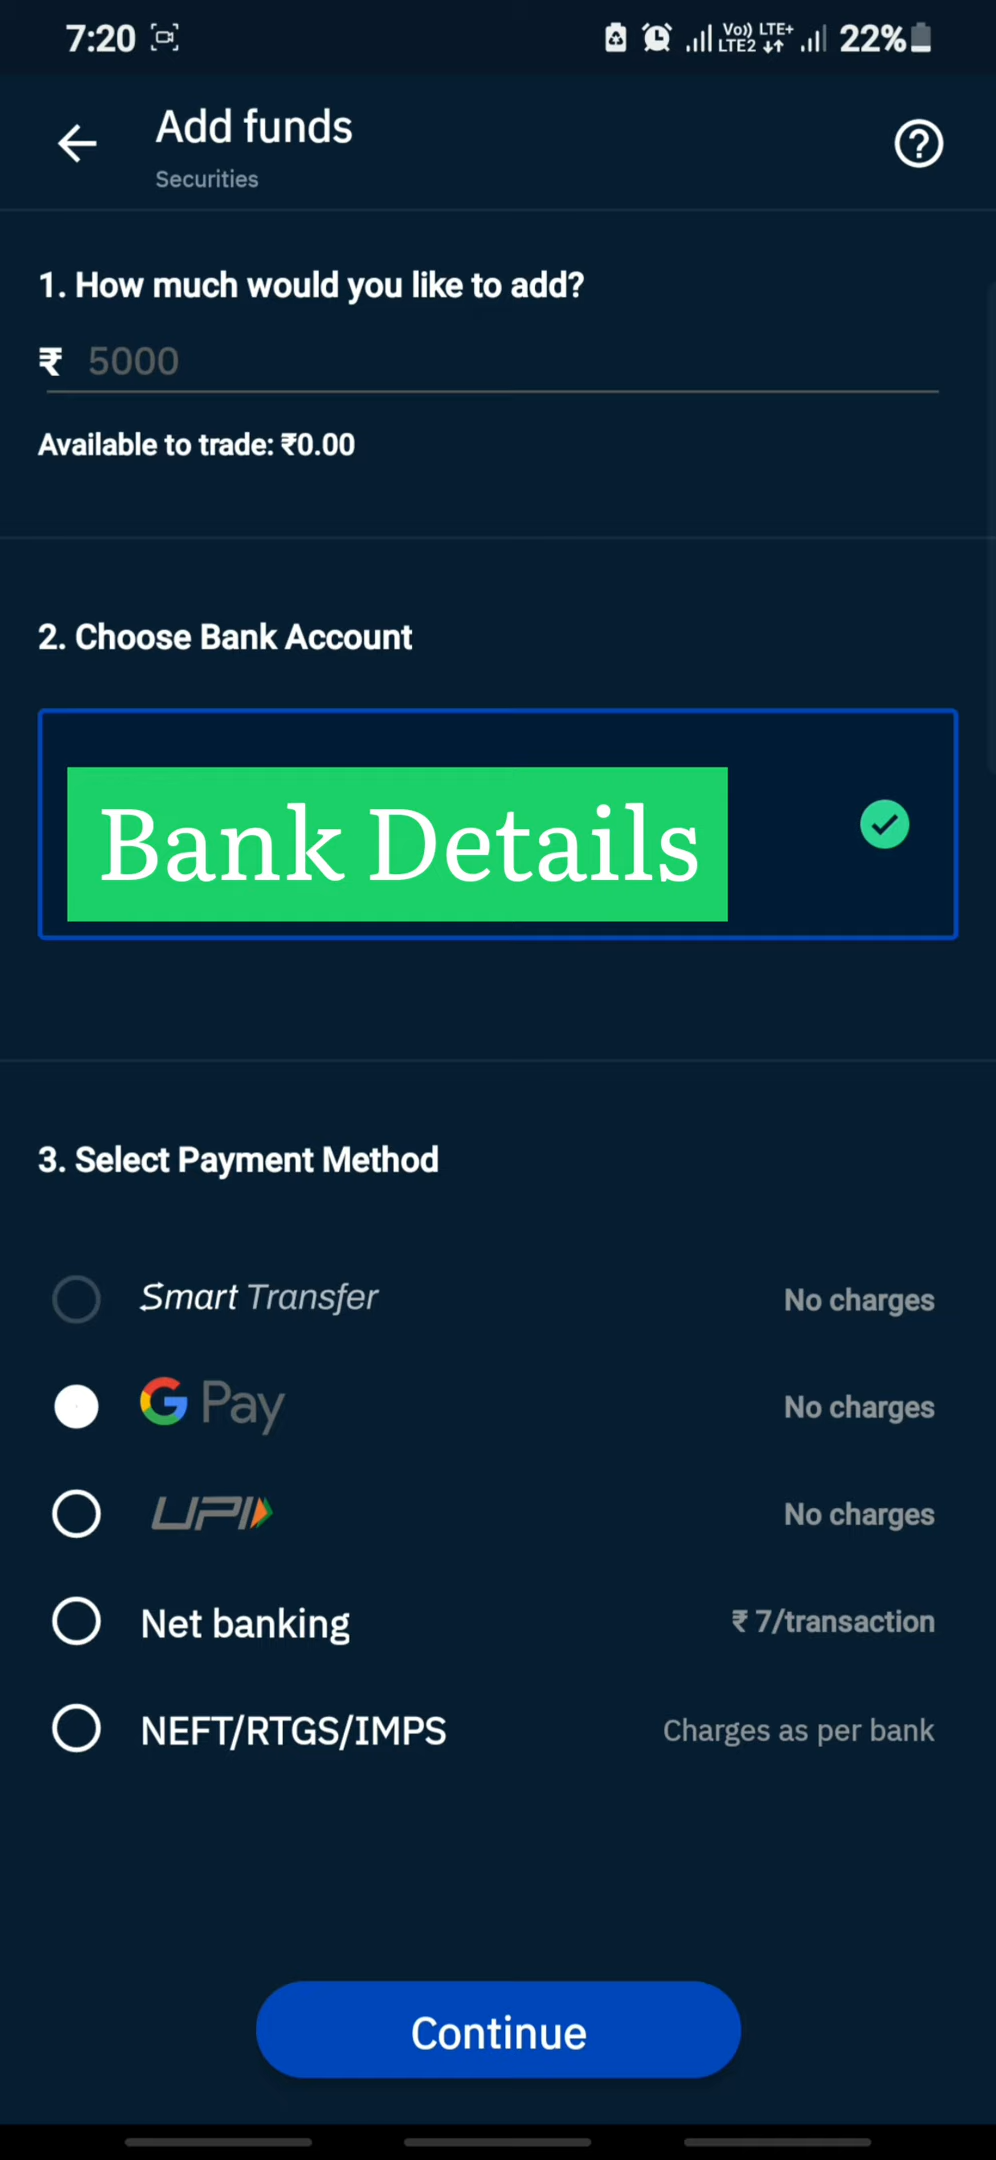 7:20
Vo)) LTE+
LTE2
22%
Add funds
Securities
1. How much would you like to add?
₹ 5000
Available to trade: ₹0.00
2. Choose Bank Account
Bank Details
3. Select Payment Method
Smart Transfer No charges
G Pay No charges
UPI No charges
Net banking ₹ 7/transaction
NEFT/RTGS/IMPS Charges as per bank
Continue